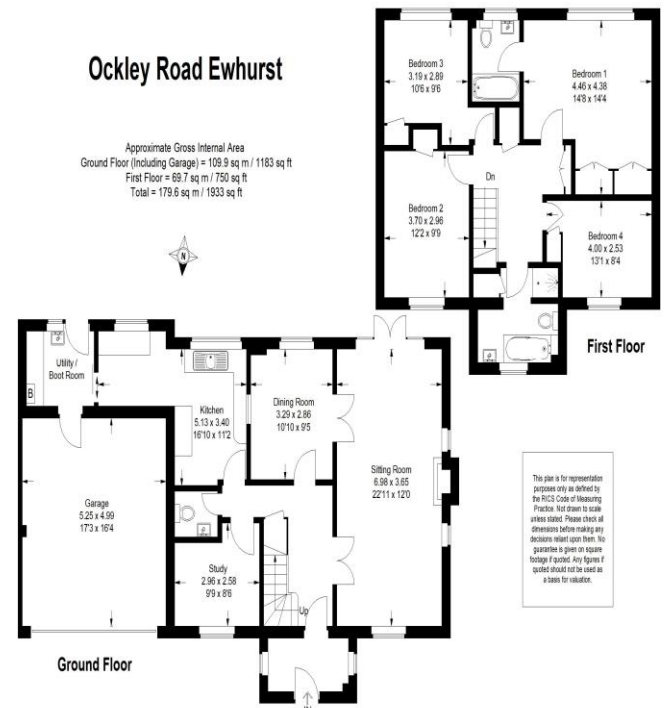 Ockley Road Ewhurst
Approximate Gross Internal Area
Ground Floor (Including Garage) = 109.9 sq m / 1183 sq ft
First Floor = 69.7 sq m / 750 sq ft
Total = 179.6 sq m / 1933 sq ft
N
Bedroom 3
3.19 x 2.89
10'6 x 9'6
Bedroom 1
4.46 x 4.38
14'8 x 14'4
Dn
Bedroom 2
3.70 x 2.96
12'2 x 9'9
Bedroom 4
4.00 x 2.53
13'1 x 8'4
First Floor
Utility /
Boot Room
B
Kitchen
5.13 x 3.40
16'10 x 11'2
Dining Room
3.29 x 2.86
10'10 x 9'5
Sitting Room
6.98 x 3.65
22'11 x 12'0
Garage
5.25 x 4.99
17'3 x 16'4
Study
2.96 x 2.58
9'9 x 8'6
Up
Ground Floor
IN
This plan is for representation
purposes only as defined by
the RICS Code of Measuring
Practice. Not drawn to scale
unless stated. Please check all
dimensions before making any
decisions reliant upon them. No
guarantee is given on square
footage if quoted. Any figures if
quoted should not be used as
a basis for valuation.